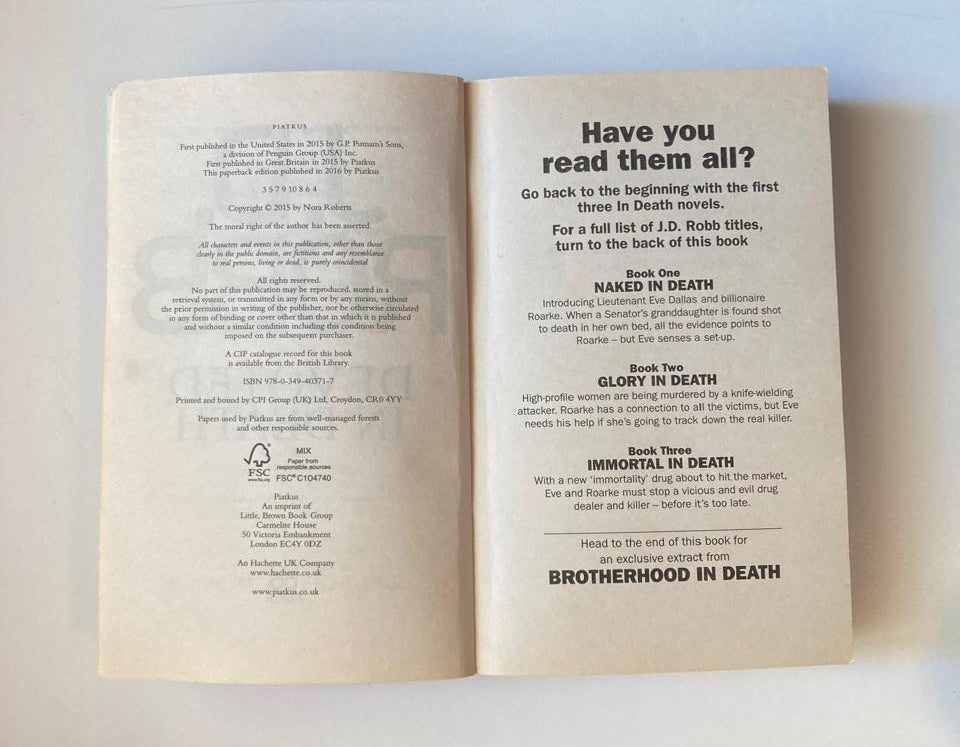 PIATKUS
First published in the United States in 2015 by G.P. Putnam's Sons,
a division of Penguin Group (USA) Inc.
First published in Great Britain in 2015 by Piatkus
This paperback edition published in 2016 by Piatkus
3 5 7 9 10 8 6 4
Copyright © 2015 by Nora Roberts
The moral right of the author has been asserted.
All characters and events in this publication, other than those
clearly in the public domain, are fictitious and any resemblance
to real persons, living or dead, is purely coincidental
All rights reserved.
No part of this publication may be reproduced, stored in a
retrieval system, or transmitted in any form or by any means, without
the prior permission in writing of the publisher, nor be otherwise circulated
in any form of binding or cover other than that in which it is published
and without a similar condition including this condition being
imposed on the subsequent purchaser.
A CIP catalogue record for this book
is available from the British Library.
ISBN 978-0-349-40371-7
Printed and bound by CPI Group (UK) Ltd, Croydon, CR0 4YY
Papers used by Piatkus are from well-managed forests
and other responsible sources.
MIX
Paper from
responsible sources
FSC
www.fsc.org
FSC® C104740
Piatkus
An imprint of
Little, Brown Book Group
Carmelite House
50 Victoria Embankment
London EC4Y 0DZ
An Hachette UK Company
www.hachette.co.uk
www.piatkus.co.uk
Have you
read them all?
Go back to the beginning with the first
three In Death novels.
For a full list of J.D. Robb titles,
turn to the back of this book
Book One
NAKED IN DEATH
Introducing Lieutenant Eve Dallas and billionaire
Roarke. When a Senator's granddaughter is found shot
to death in her own bed, all the evidence points to
Roarke – but Eve senses a set-up.
Book Two
GLORY IN DEATH
High-profile women are being murdered by a knife-wielding
attacker. Roarke has a connection to all the victims, but Eve
needs his help if she's going to track down the real killer.
Book Three
IMMORTAL IN DEATH
With a new 'immortality' drug about to hit the market,
Eve and Roarke must stop a vicious and evil drug
dealer and killer – before it's too late.
Head to the end of this book for
an exclusive extract from
BROTHERHOOD IN DEATH